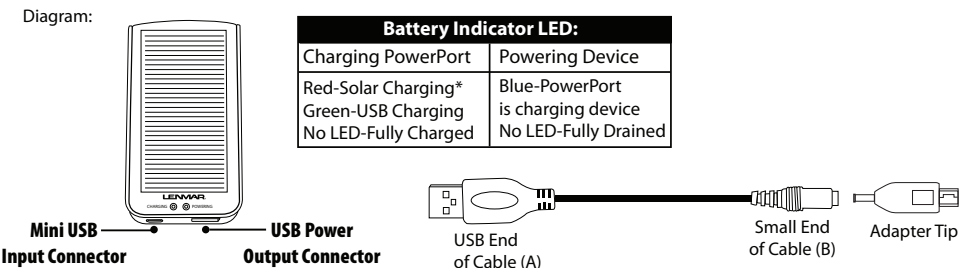 Diagram:
Battery Indicator LED:
Charging PowerPort
Powering Device
Red-Solar Charging*
Green-USB Charging
No LED-Fully Charged
Blue-PowerPort
is charging device
No LED-Fully Drained
LENMAR
CHARGING POWERING
Mini USB
Input Connector
USB Power
Output Connector
USB End
of Cable (A)
Small End
of Cable (B)
Adapter Tip